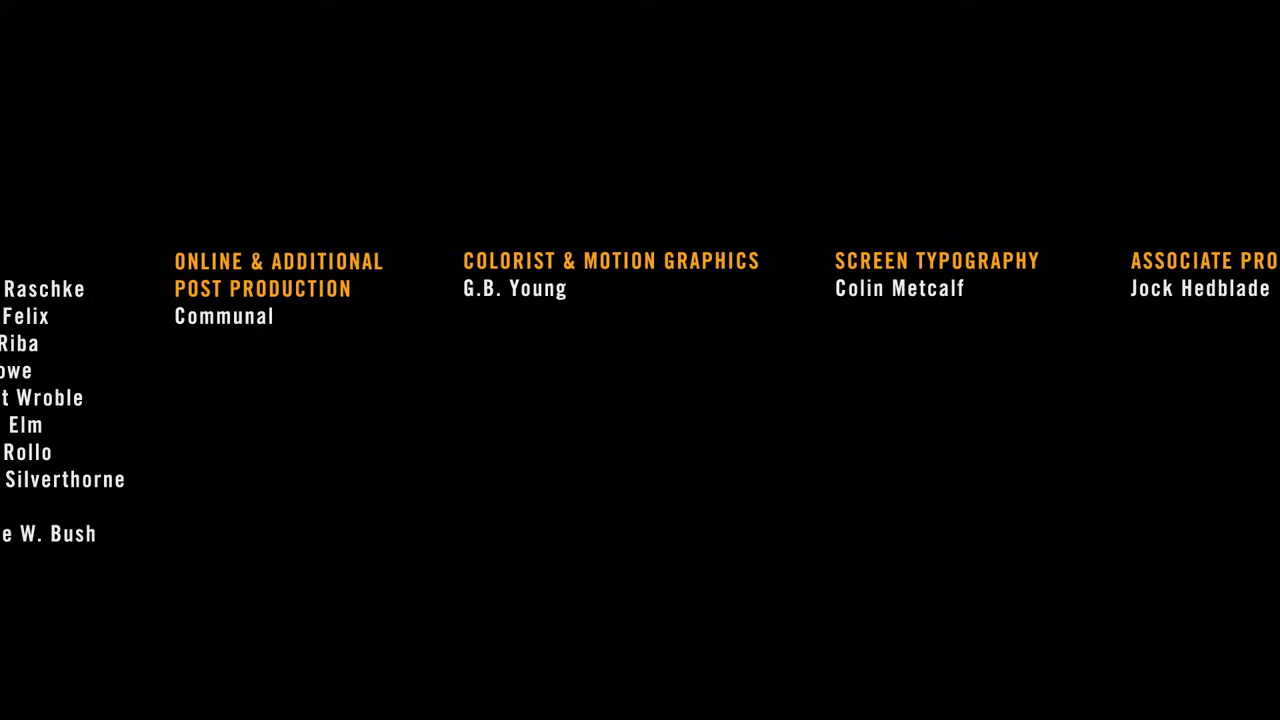 Raschke
Felix
Riba
t Wroble
Elm
Rollo
Silverthorne
e W. Bush
ONLINE & ADDITIONAL
POST PRODUCTION
Communal
COLORIST & MOTION GRAPHICS
G.B. Young
SCREEN TYPOGRAPHY
Colin Metcalf
ASSOCIATE PRO
Jock Hedblade